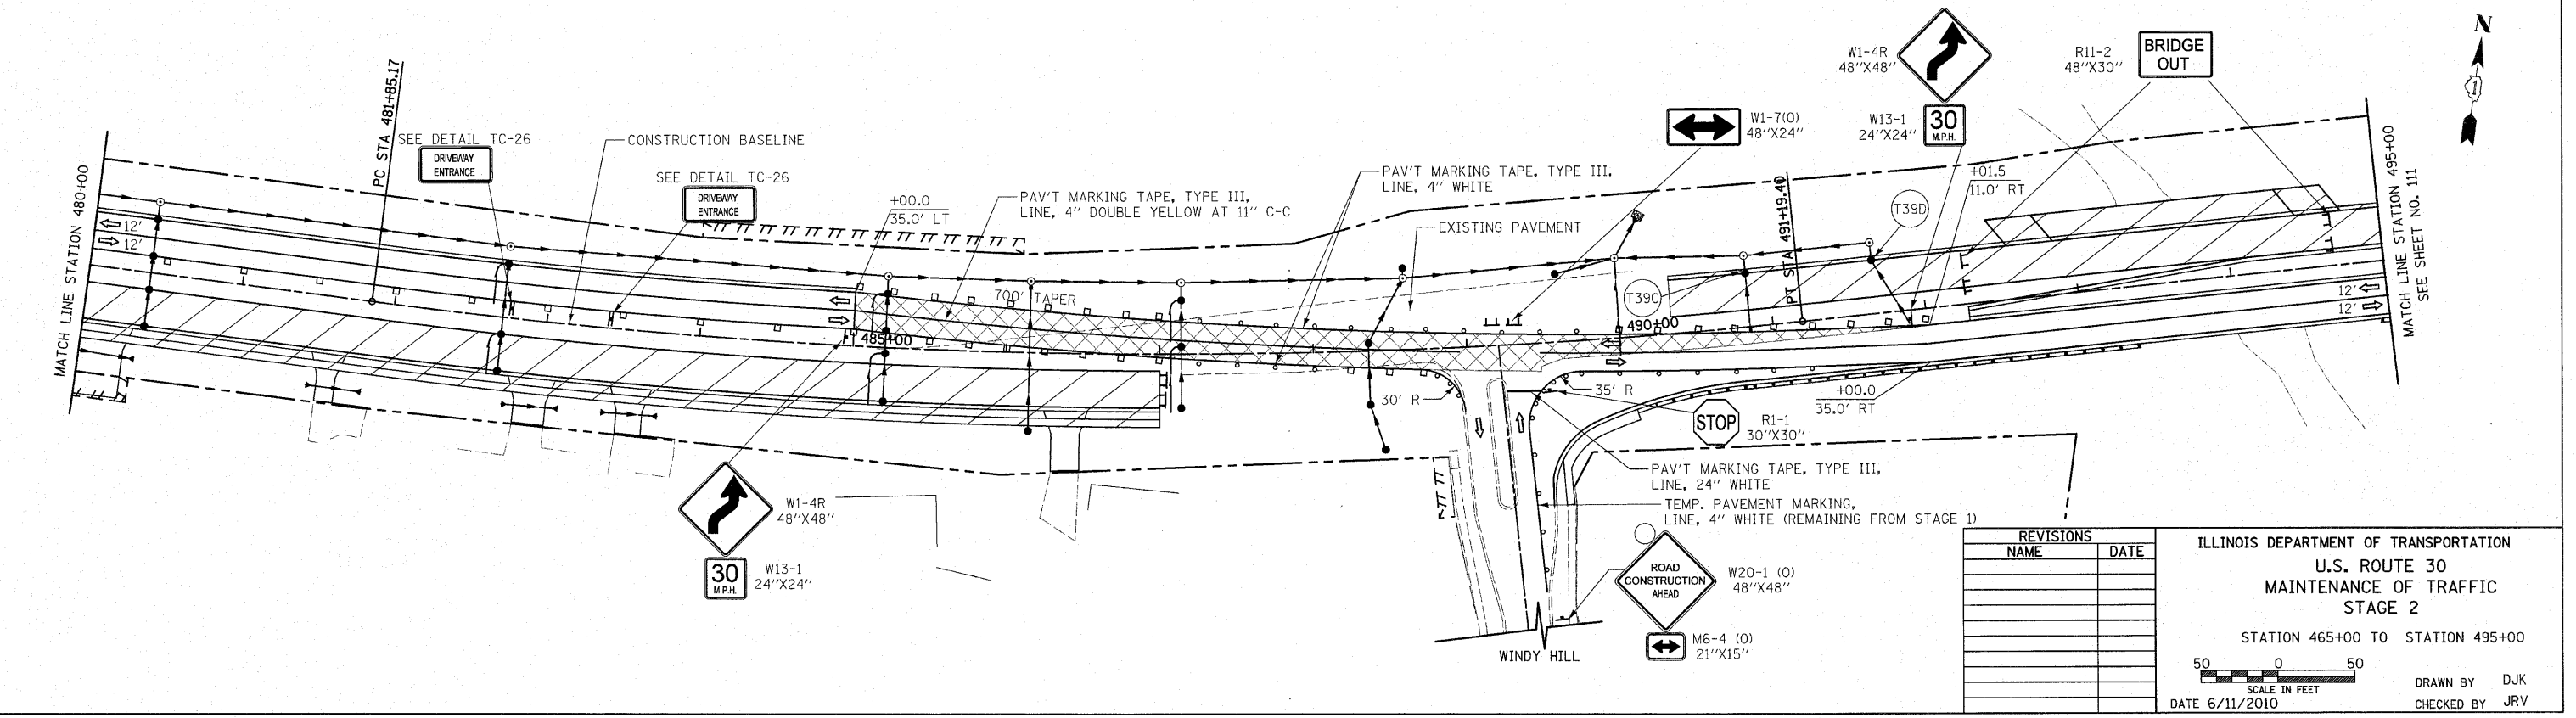 MATCH LINE STATION 480+00
12'
12'
PC STA 481+85.17
SEE DETAIL TC-26
DRIVEWAY
ENTRANCE
CONSTRUCTION BASELINE
SEE DETAIL TC-26
DRIVEWAY
ENTRANCE
+00.0
35.0' LT
PAV'T MARKING TAPE, TYPE III,
LINE, 4" DOUBLE YELLOW AT 11" C-C
700' TAPER
485+00
PAV'T MARKING TAPE, TYPE III,
LINE, 4" WHITE
EXISTING PAVEMENT
W1-7(O)
48"X24"
W1-4R
48"X48"
W13-1
24"X24"
30
M.P.H.
R11-2
48"X30"
BRIDGE
OUT
N
1
+01.5
11.0' RT
T39D
T39C
PT STA 491+19.40
490+00
12'
12'
MATCH LINE STATION 495+00
SEE SHEET NO. 111
30' R
35' R
STOP
R1-1
30"X30"
+00.0
35.0' RT
PAV'T MARKING TAPE, TYPE III,
LINE, 24" WHITE
TEMP. PAVEMENT MARKING,
LINE, 4" WHITE (REMAINING FROM STAGE 1)
W1-4R
48"X48"
30
M.P.H.
W13-1
24"X24"
ROAD
CONSTRUCTION
AHEAD
W20-1 (O)
48"X48"
M6-4 (O)
21"X15"
WINDY HILL
REVISIONS
NAME DATE
ILLINOIS DEPARTMENT OF TRANSPORTATION
U.S. ROUTE 30
MAINTENANCE OF TRAFFIC
STAGE 2
STATION 465+00 TO STATION 495+00
50 0 50
SCALE IN FEET
DATE 6/11/2010
DRAWN BY DJK
CHECKED BY JRV